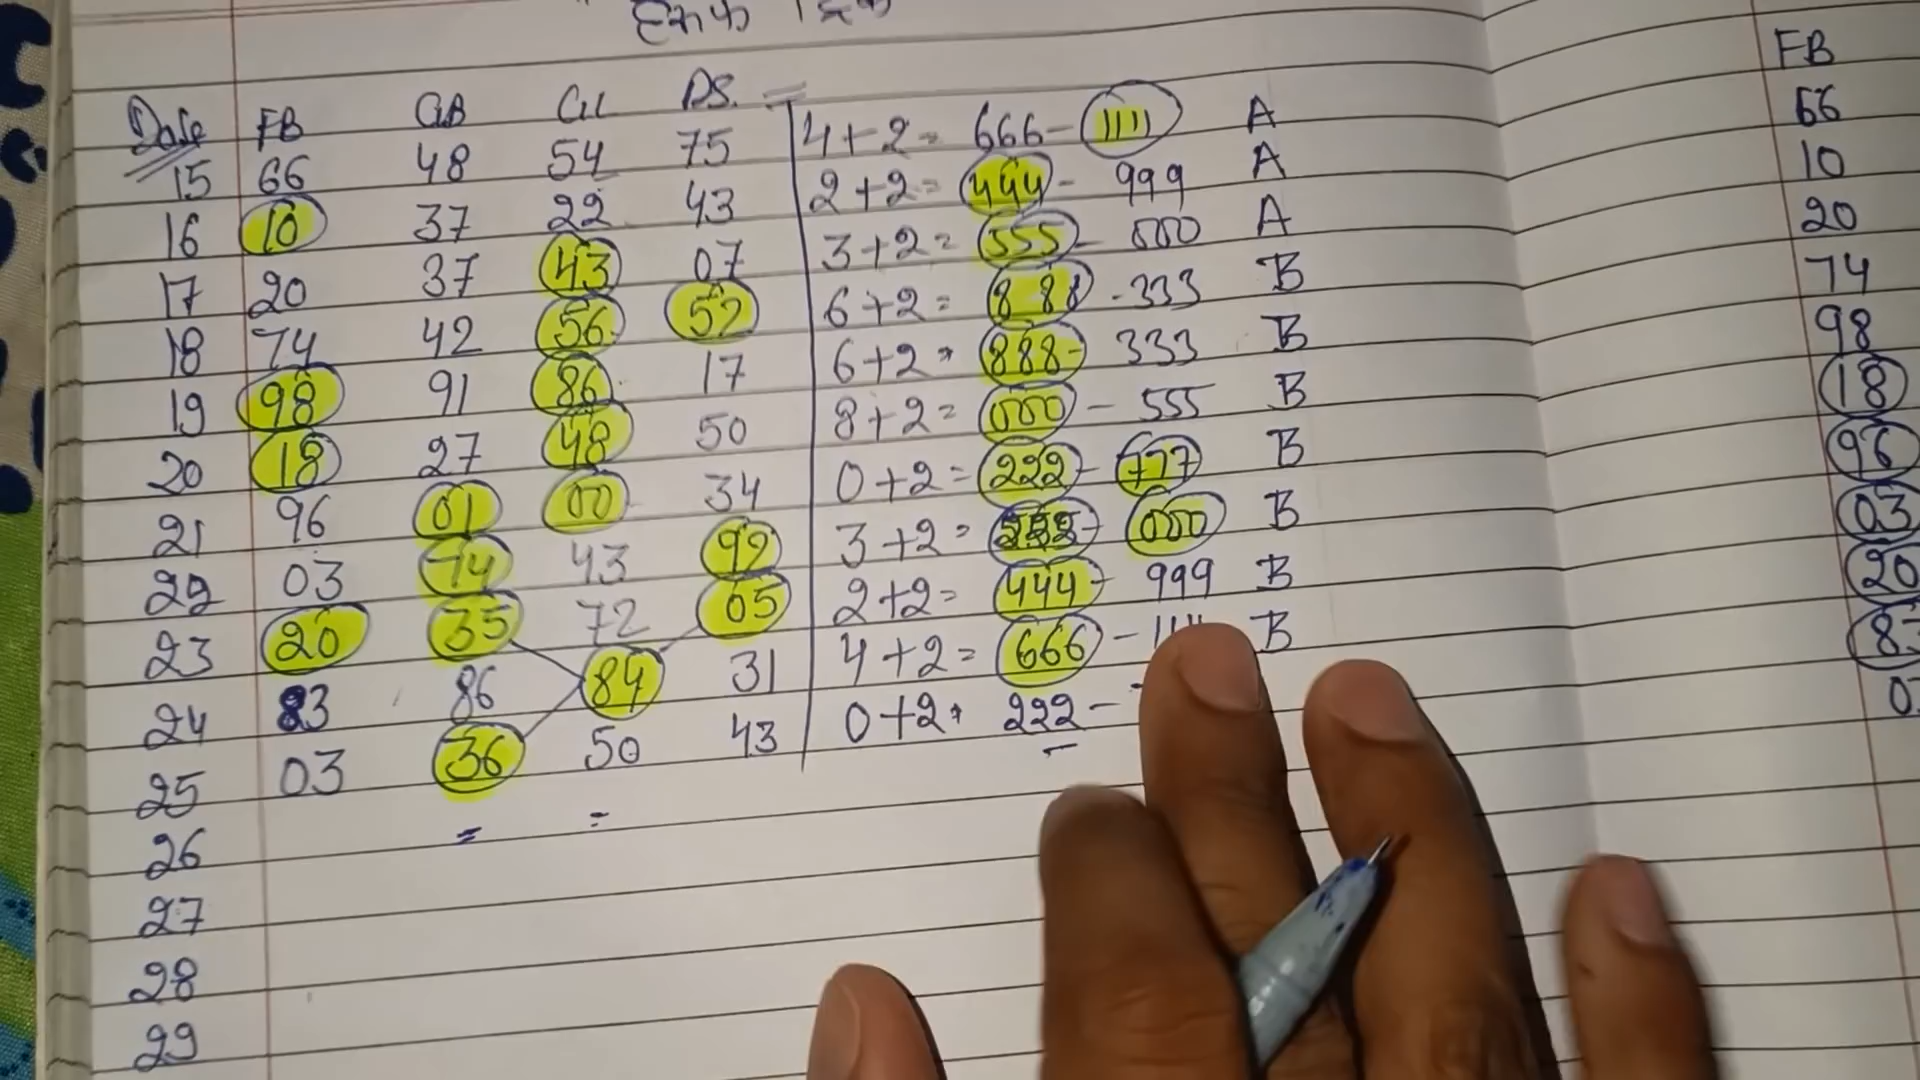 Date FB GB GL DS.
15 66 48 54 75 4+2= 666- 1111 A
16 10 37 22 43 2+2= 444- 999 A
17 20 37 43 07 3+2= 555- 000 A
18 74 42 56 52 6+2= 888 -333 B
19 98 91 86 17 6+2= 888- 333 B
20 18 27 48 50 8+2= 000 - 555 B
21 96 01 00 34 0+2= 222- 777 B
22 03 74 43 92 3+2= 000 B
23 20 35 72 05 2+2= 444- 999 B
24 83 86 84 31 4+2= 666 - B
25 03 36 50 43 0+2= 222-
26
27
28
29
FB
66
10
20
74
98
18
96
03
20